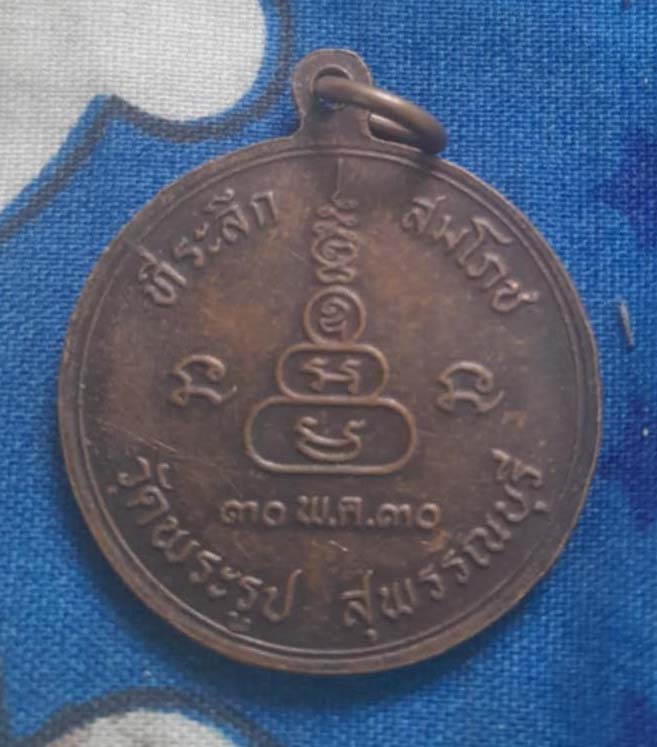 ที่ระลึก สมโภช
๓๐ พ.ค.๓๐
วัดพระรูป สุพรรณบุรี